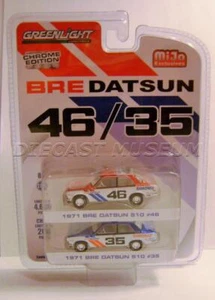 GREENLIGHT
CHROME EDITION
MiJo
Exclusives
BRE DATSUN
46/35
DIECAST MUSEUM
46
1971 BRE DATSUN 510 #46
35
1971 BRE DATSUN 510 #35